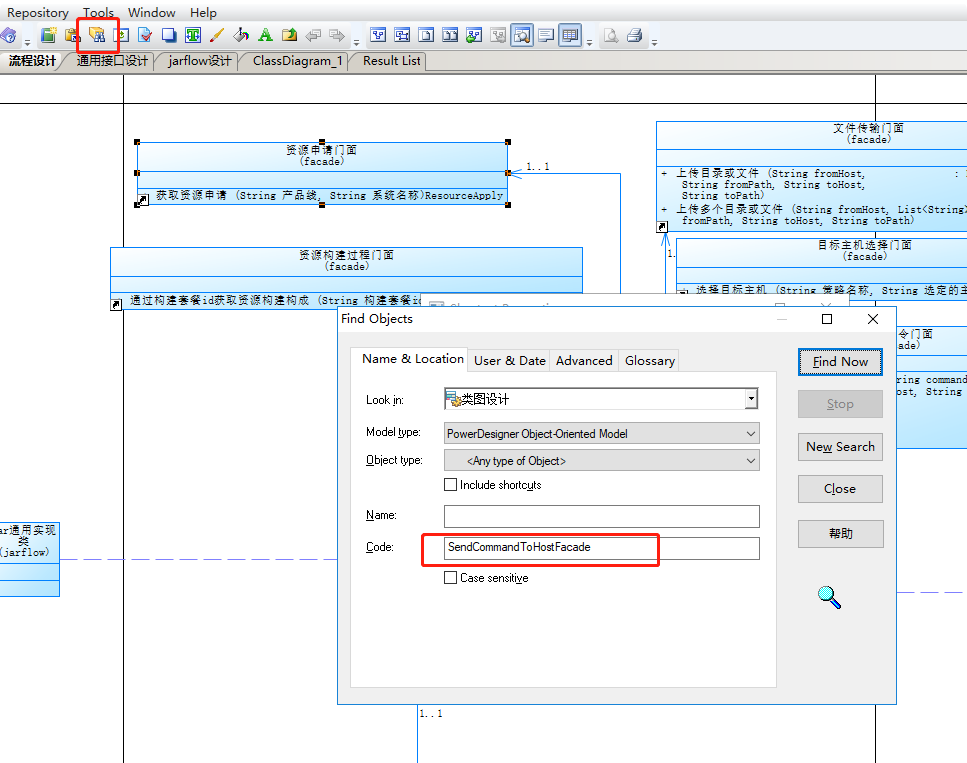 Repository Tools Window Help
流程设计 通用接口设计 jarflow设计 ClassDiagram_1 Result List
资源申请门面
(facade)
获取资源申请 (String 产品线, String 系统名称)ResourceApply
1..1
文件传输门面
(facade)
+ 上传目录或文件 (String fromHost, :
String fromPath, String toHost,
String toPath)
+ 上传多个目录或文件 (String fromHost, List<String>
fromPath, String toHost, String toPath)
资源构建过程门面
(facade)
通过构建套餐id获取资源构建构成 (String 构建套餐id
1.
目标主机选择门面
(facade)
选择目标主机 (String 策略名称, String 选定的主
令门面
ade)
ring command
ost, String
Find Objects
Name & Location User & Date Advanced Glossary
Look in: 类图设计
Model type: PowerDesigner Object-Oriented Model
Object type: <Any type of Object>
Include shortcuts
Name:
Code: SendCommandToHostFacade
Case sensitive
Find Now
Stop
New Search
Close
帮助
ar通用实现
类
(jarflow)
1..1